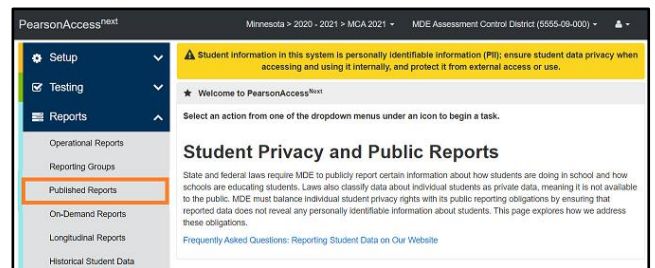 PearsonAccessnext
Minnesota > 2020 - 2021 > MCA 2021
MDE Assessment Control District (5555-09-000)
Setup
Testing
Reports
Operational Reports
Reporting Groups
Published Reports
On-Demand Reports
Longitudinal Reports
Historical Student Data
Student information in this system is personally identifiable information (PII); ensure student data privacy when
accessing and using it internally, and protect it from external access or use.
Welcome to PearsonAccessNext
Select an action from one of the dropdown menus under an icon to begin a task.
Student Privacy and Public Reports
State and federal laws require MDE to publicly report certain information about how students are doing in school and how
schools are educating students. Laws also classify data about individual students as private data, meaning it is not available
to the public. MDE must balance individual student privacy rights with its public reporting obligations by ensuring that
reported data does not reveal any personally identifiable information about students. This page explores how we address
these obligations.
Frequently Asked Questions: Reporting Student Data on Our Website